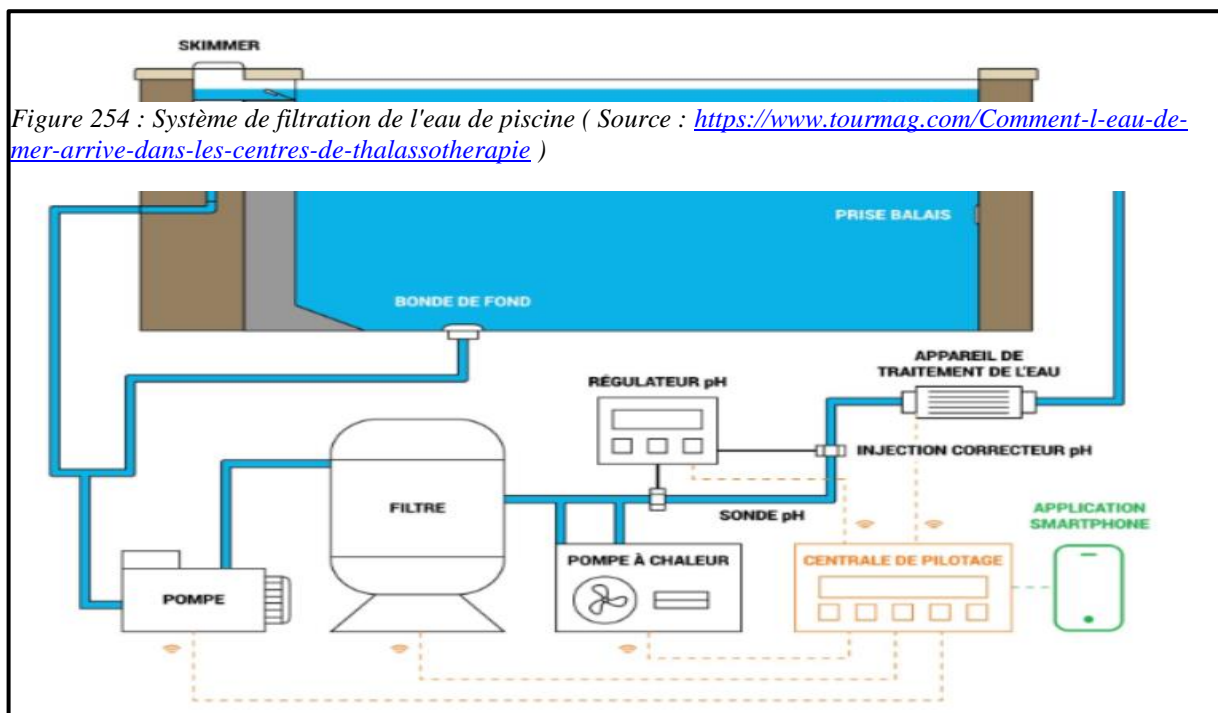 SKIMMER
Figure 254 : Système de filtration de l'eau de piscine ( Source : https://www.tourmag.com/Comment-l-eau-de-
mer-arrive-dans-les-centres-de-thalassotherapie )
PRISE BALAIS
BONDE DE FOND
APPAREIL DE
TRAITEMENT DE L'EAU
RÉGULATEUR pH
INJECTION CORRECTEUR pH
FILTRE
SONDE pH
APPLICATION
SMARTPHONE
POMPE À CHALEUR
CENTRALE DE PILOTAGE
POMPE